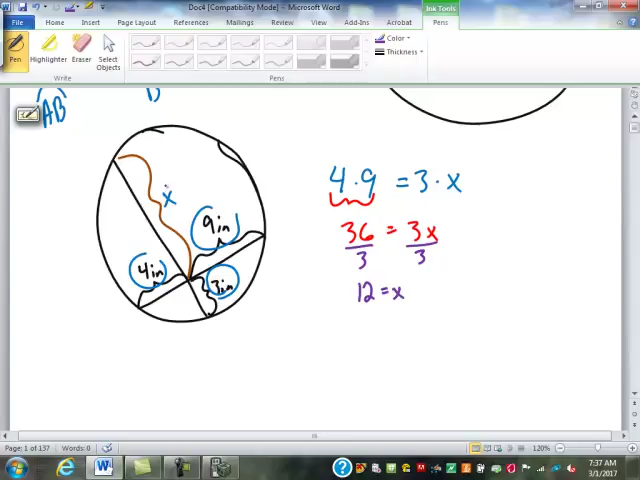 Doc4 [Compatibility Mode] - Microsoft Word
Ink Tools
File
Home
Insert
Page Layout
References
Mailings
Review
View
Add-Ins
Acrobat
Pens
Pen
Highlighter
Eraser
Select Objects
Color
Thickness
Write
Pens
AB
x
9in
4in
3in
4·9 = 3·x
36 = 3x
3 3
12 = x
Page: 1 of 137
Words: 0
120%
7:37 AM
3/1/2017